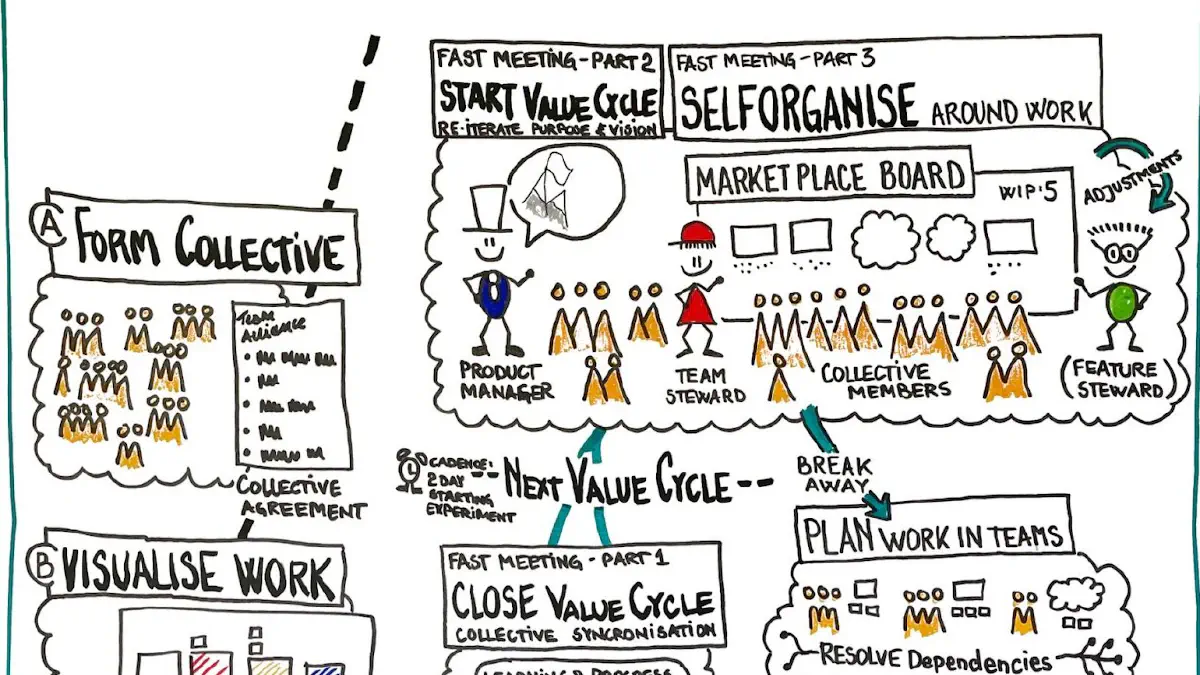 A
FORM COLLECTIVE
TEAM
Alliance
COLLECTIVE
AGREEMENT
B
VISUALISE WORK
FAST MEETING - PART 2
START VALUE CYCLE
RE-ITERATE PURPOSE & VISION
FAST MEETING - PART 3
SELFORGANISE AROUND WORK
MARKET PLACE BOARD
WIP:5
ADJUSTMENTS
PRODUCT
MANAGER
TEAM
STEWARD
COLLECTIVE
MEMBERS
(FEATURE
STEWARD)
CADENCE:
2 DAY
STARTING
EXPERIMENT
-- NEXT VALUE CYCLE --
BREAK
AWAY
FAST MEETING - PART 1
CLOSE VALUE CYCLE
COLLECTIVE SYNCRONISATION
LEARNING & PROGRESS
PLAN WORK IN TEAMS
RESOLVE Dependencies